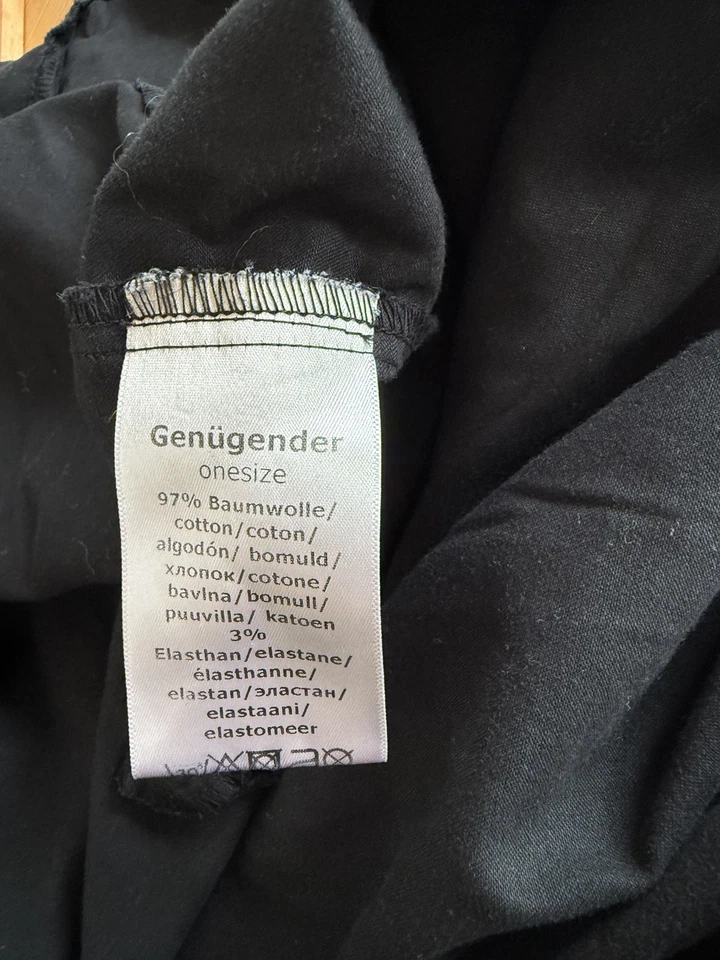 Genügender
onesize
97% Baumwolle/
cotton/coton/
algodón/ bomuld/
хлопок/cotone/
bavlna/bomull/
puuvilla/ katoen
3%
Elasthan/elastane/
élasthanne/
elastan/эластан/
elastaani/
elastomeer